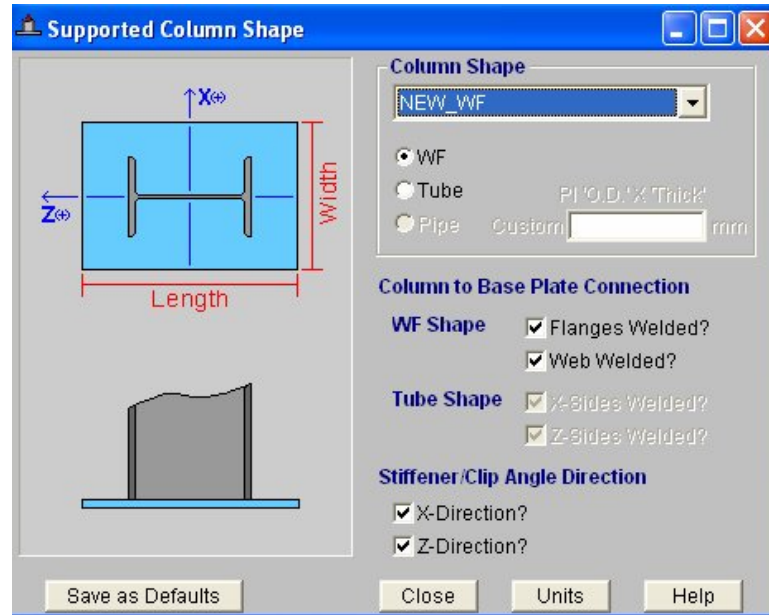 Supported Column Shape
X(+)
Z(+)
Width
Length
Column Shape
NEW_WF
WF
Tube
Pl 'O.D.'X 'Thick'
Pipe Custom mm
Column to Base Plate Connection
WF Shape Flanges Welded?
Web Welded?
Tube Shape X-Sides Welded?
Z-Sides Welded?
Stiffener/Clip Angle Direction
X-Direction?
Z-Direction?
Save as Defaults Close Units Help